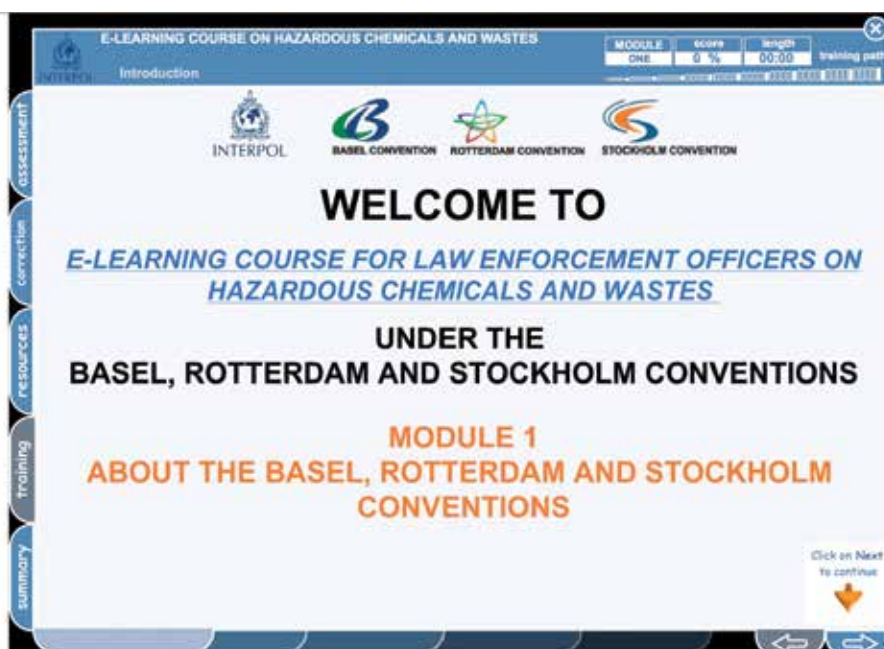 E-LEARNING COURSE ON HAZARDOUS CHEMICALS AND WASTES
INTERPOL
Introduction
MODULE
ONE
score
0 %
length
00:00
training path
assessment
correction
resources
training
summary
INTERPOL
BASEL CONVENTION
ROTTERDAM CONVENTION
STOCKHOLM CONVENTION
WELCOME TO
E-LEARNING COURSE FOR LAW ENFORCEMENT OFFICERS ON
HAZARDOUS CHEMICALS AND WASTES
UNDER THE
BASEL, ROTTERDAM AND STOCKHOLM CONVENTIONS
MODULE 1
ABOUT THE BASEL, ROTTERDAM AND STOCKHOLM
CONVENTIONS
Click on Next
to continue